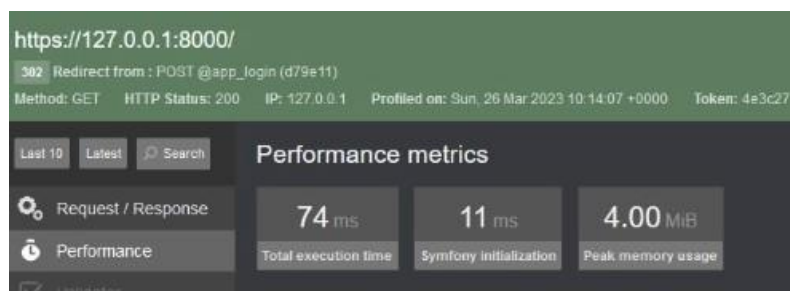 https://127.0.0.1:8000/
302 Redirect from : POST @app_login (d79e11)
Method: GET HTTP Status: 200 IP: 127.0.0.1 Profiled on: Sun, 26 Mar 2023 10:14:07 +0000 Token: 4e3c27
Last 10 Latest Search Performance metrics
Request / Response 74 ms 11 ms 4.00 MiB
Performance Total execution time Symfony initialization Peak memory usage